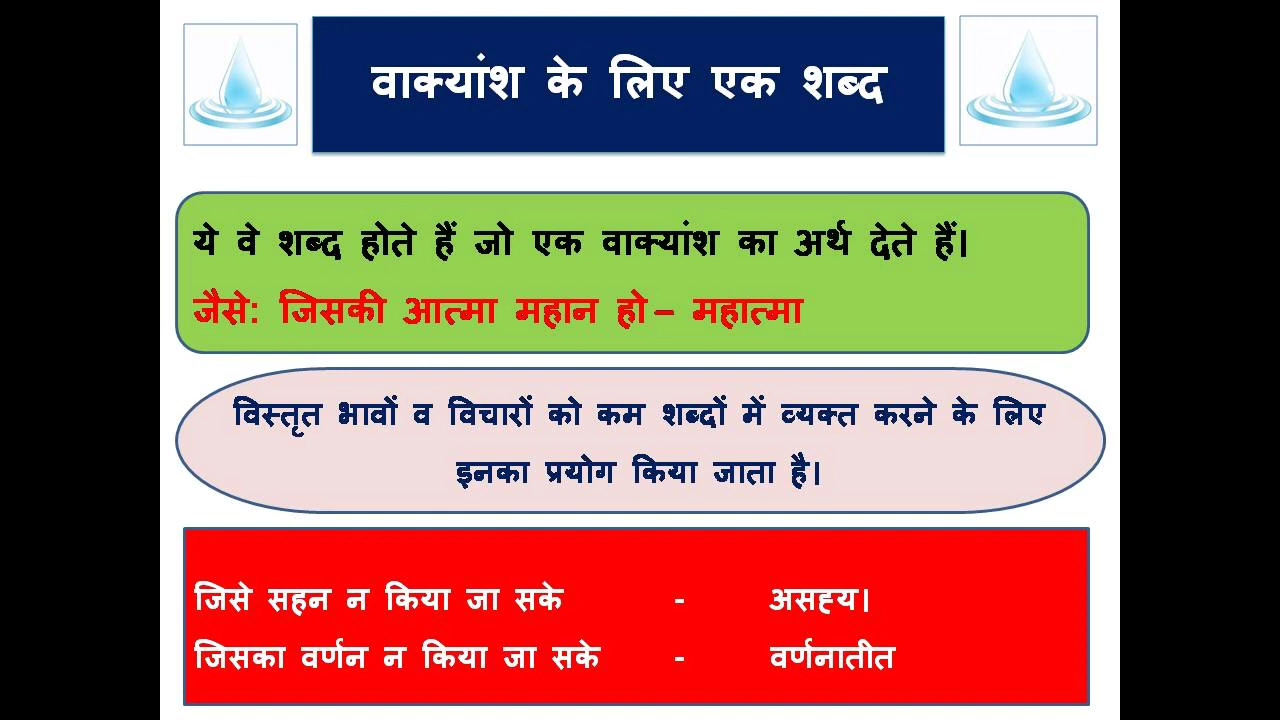 वाक्यांश के लिए एक शब्द
ये वे शब्द होते हैं जो एक वाक्यांश का अर्थ देते हैं।
जैसे: जिसकी आत्मा महान हो – महात्मा
विस्तृत भावों व विचारों को कम शब्दों में व्यक्त करने के लिए
इनका प्रयोग किया जाता है।
जिसे सहन न किया जा सके - असह्य।
जिसका वर्णन न किया जा सके - वर्णनातीत